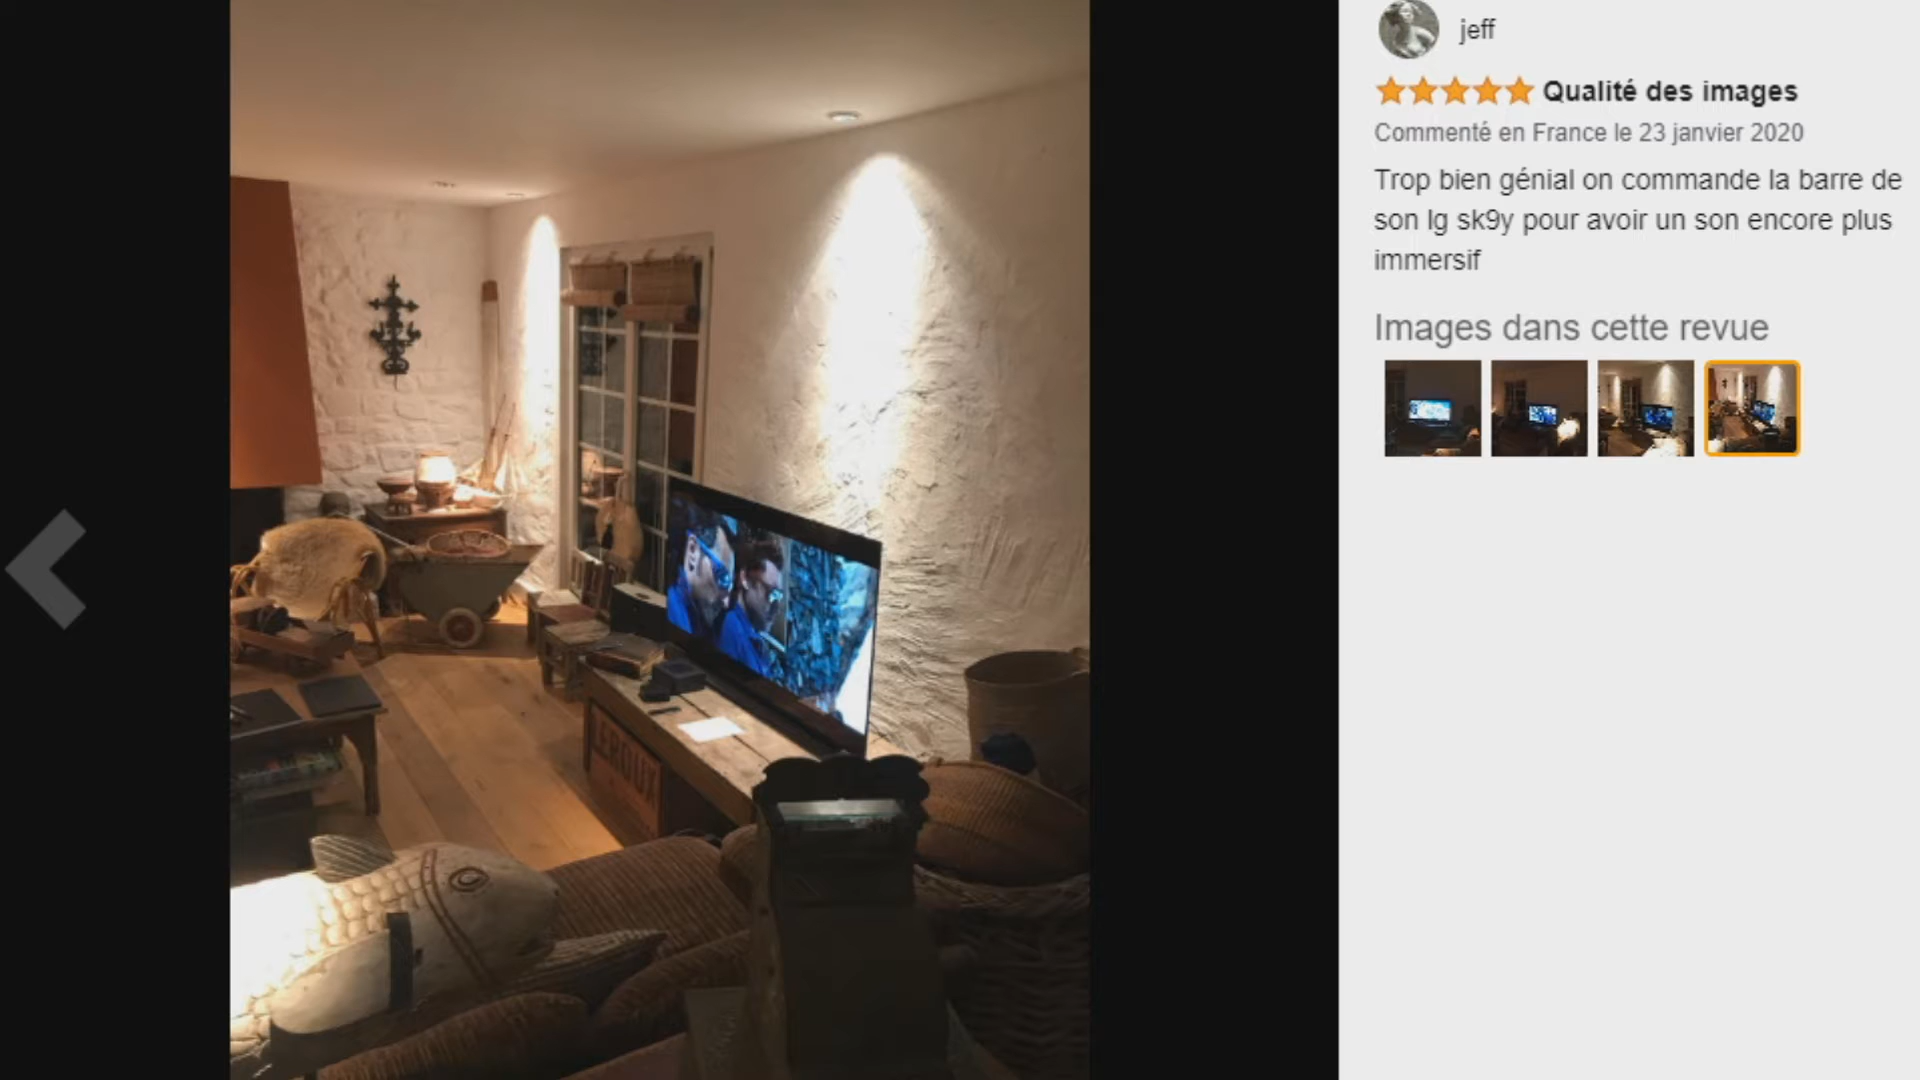 jeff
Qualité des images
Commenté en France le 23 janvier 2020
Trop bien génial on commande la barre de
son lg sk9y pour avoir un son encore plus
immersif
Images dans cette revue
LEROUX